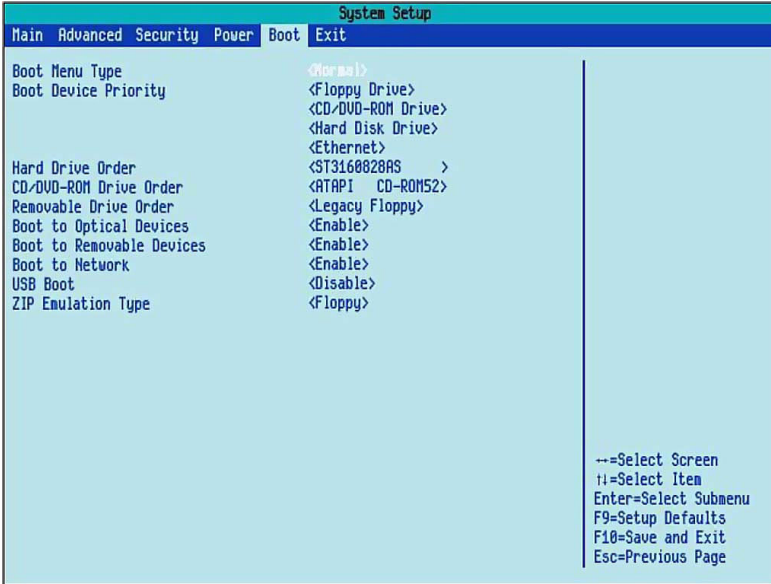 System Setup
Main Advanced Security Power Boot Exit
Boot Menu Type <Normal>
Boot Device Priority <Floppy Drive>
<CD/DVD-ROM Drive>
<Hard Disk Drive>
<Ethernet>
Hard Drive Order <ST3160828AS >
CD/DVD-ROM Drive Order <ATAPI CD-ROM52>
Removable Drive Order <Legacy Floppy>
Boot to Optical Devices <Enable>
Boot to Removable Devices <Enable>
Boot to Network <Enable>
USB Boot <Disable>
ZIP Emulation Type <Floppy>
↔=Select Screen
↑↓=Select Item
Enter=Select Submenu
F9=Setup Defaults
F10=Save and Exit
Esc=Previous Page